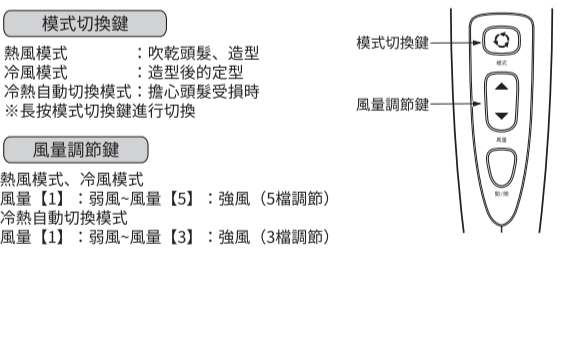 模式切換鍵
熱風模式　　　　：吹乾頭髮、造型
冷風模式　　　　：造型後的定型
冷熱自動切換模式：擔心頭髮受損時
※長按模式切換鍵進行切換
風量調節鍵
熱風模式、冷風模式
風量【1】：弱風~風量【5】：強風（5檔調節）
冷熱自動切換模式
風量【1】：弱風~風量【3】：強風（3檔調節）
模式切換鍵
模式
風量調節鍵
風量
開/關